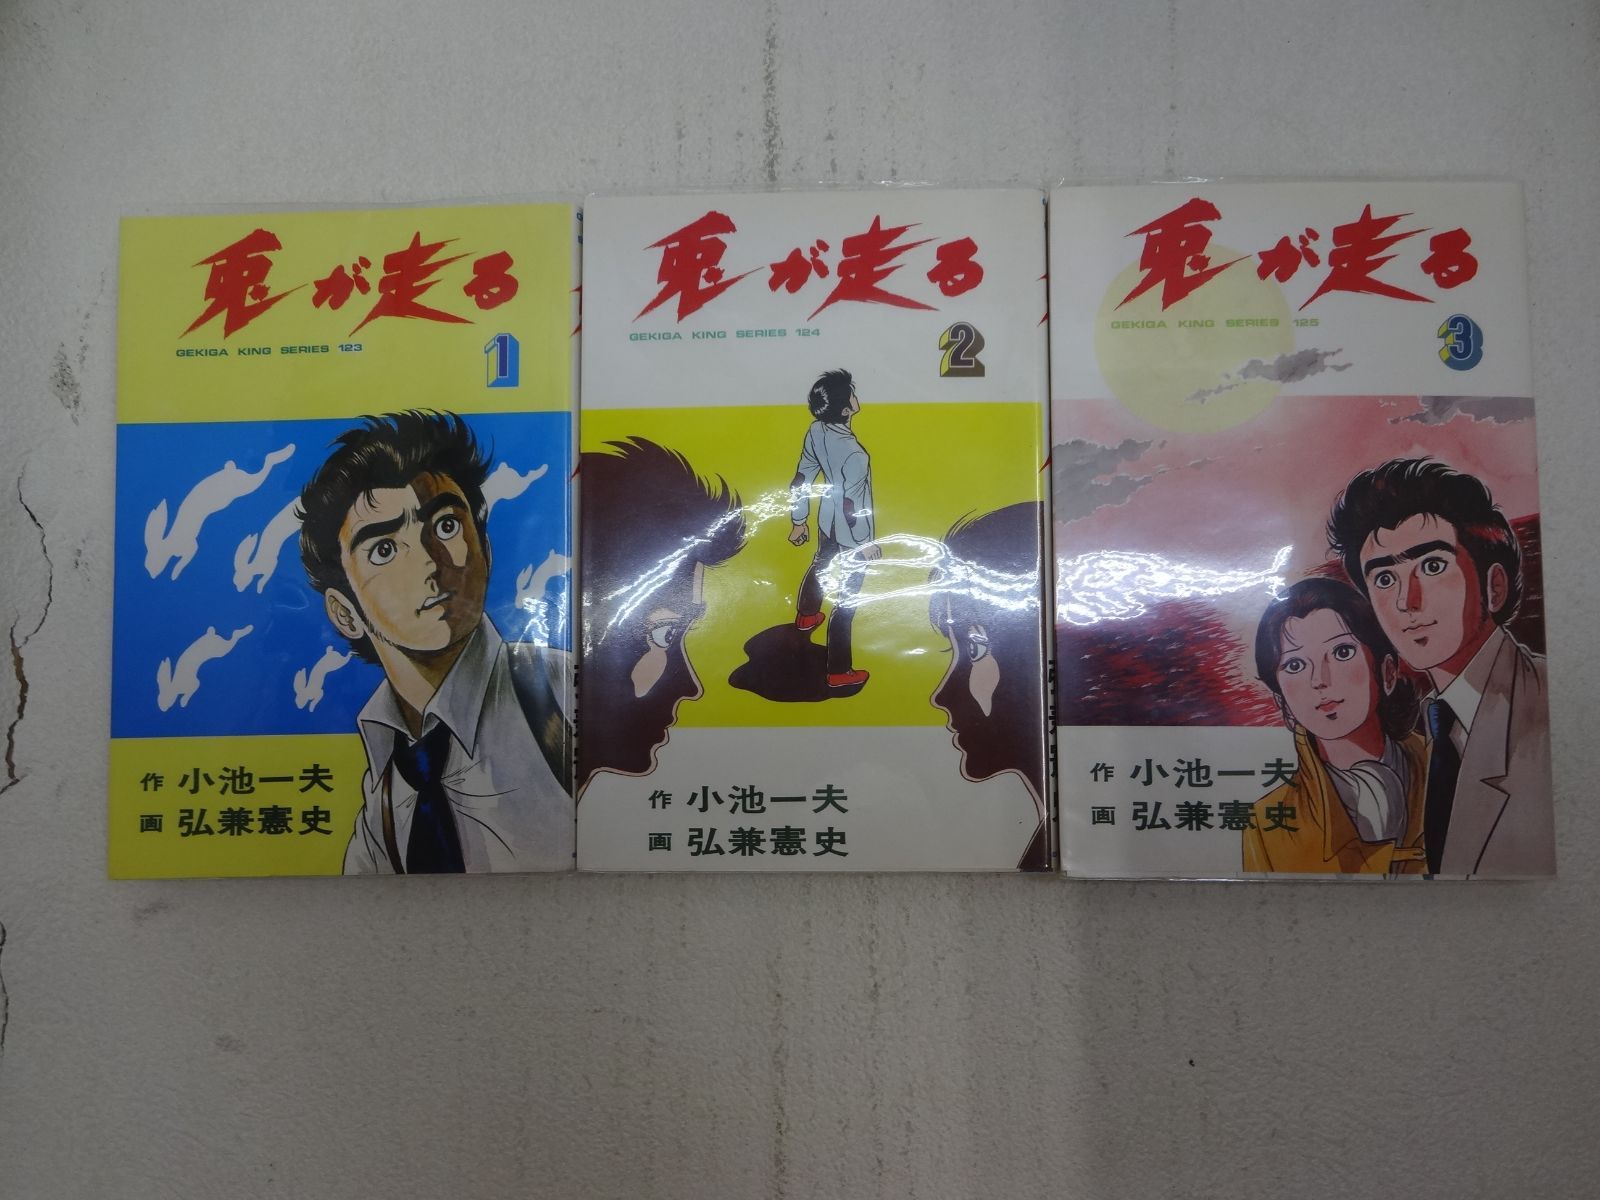 兎が走る
GEKIGA KING SERIES 123
1
作 小池一夫
画 弘兼憲史
兎が走る
GEKIGA KING SERIES 124
2
作 小池一夫
画 弘兼憲史
兎が走る
GEKIGA KING SERIES 125
3
作 小池一夫
画 弘兼憲史